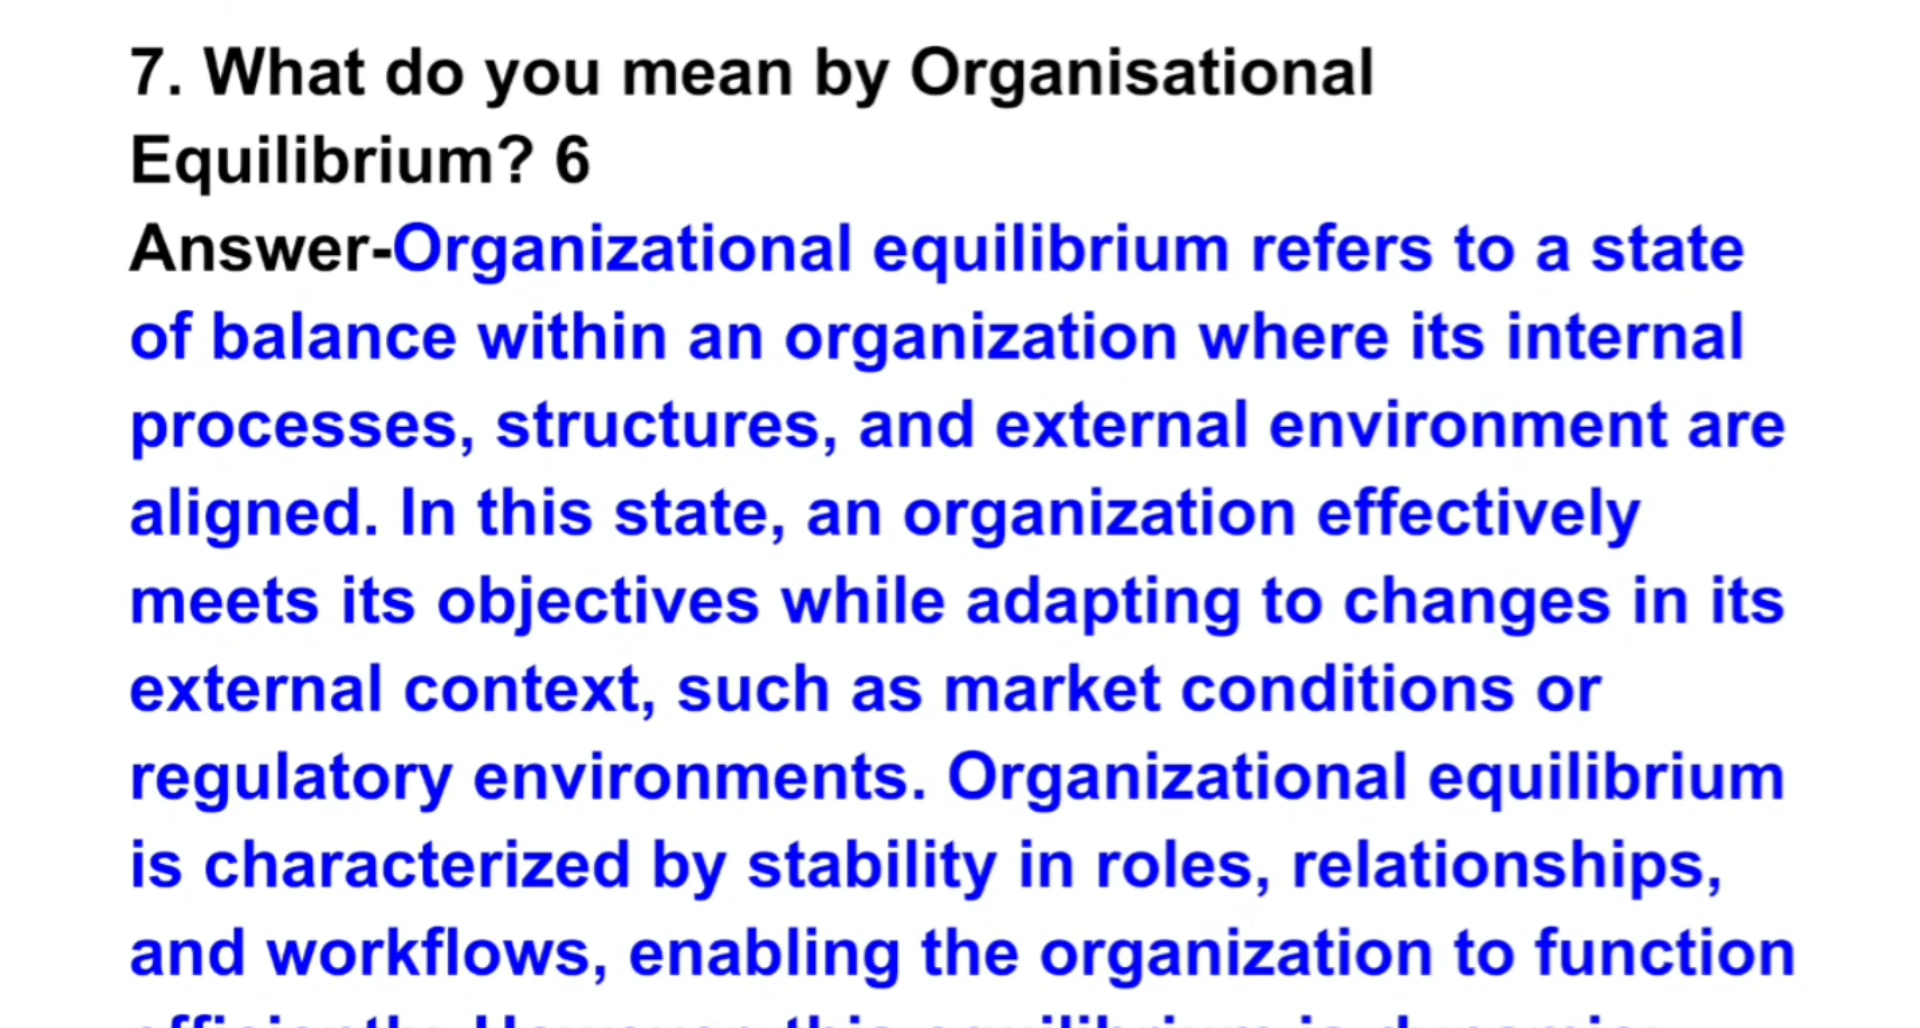 7. What do you mean by Organisational
Equilibrium? 6
Answer-Organizational equilibrium refers to a state
of balance within an organization where its internal
processes, structures, and external environment are
aligned. In this state, an organization effectively
meets its objectives while adapting to changes in its
external context, such as market conditions or
regulatory environments. Organizational equilibrium
is characterized by stability in roles, relationships,
and workflows, enabling the organization to function